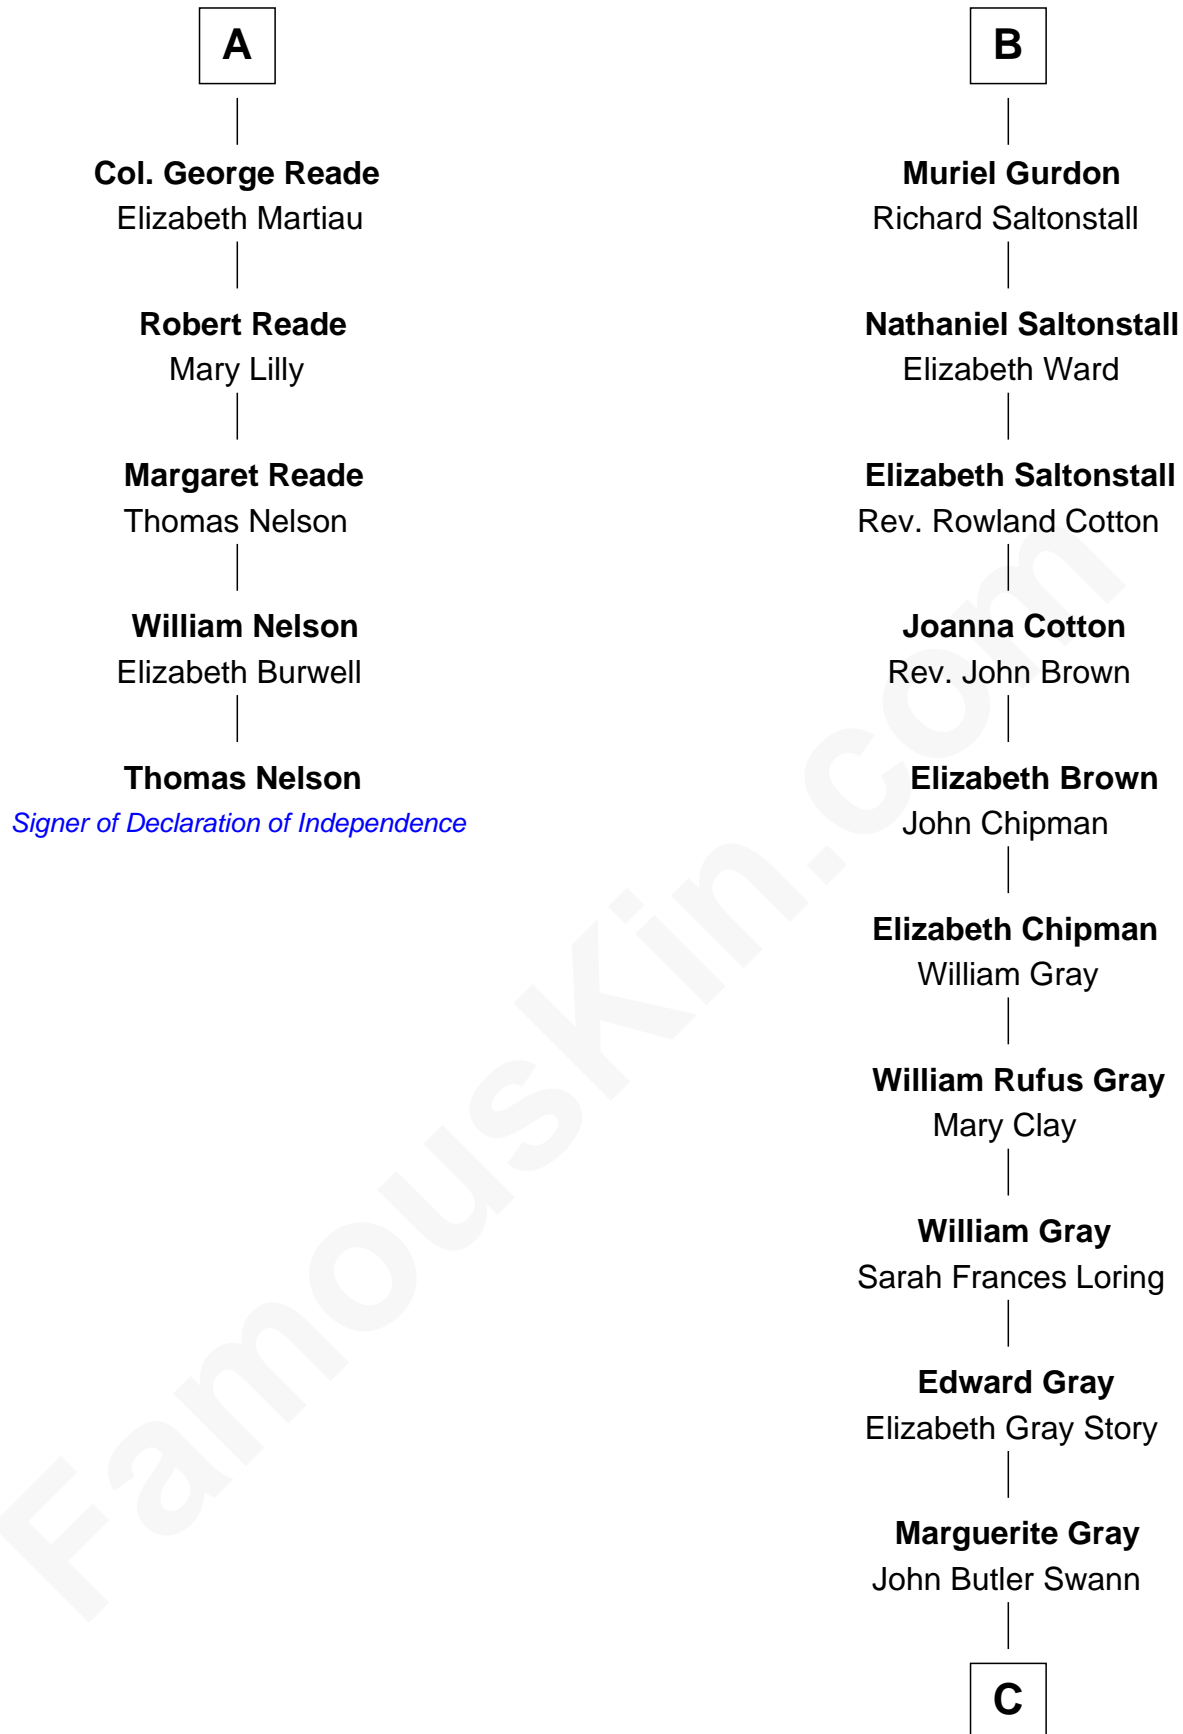 A
Col. George Reade
Elizabeth Martiau
Robert Reade
Mary Lilly
Margaret Reade
Thomas Nelson
William Nelson
Elizabeth Burwell
Thomas Nelson
Signer of Declaration of Independence
B
Muriel Gurdon
Richard Saltonstall
Nathaniel Saltonstall
Elizabeth Ward
Elizabeth Saltonstall
Rev. Rowland Cotton
Joanna Cotton
Rev. John Brown
Elizabeth Brown
John Chipman
Elizabeth Chipman
William Gray
William Rufus Gray
Mary Clay
William Gray
Sarah Frances Loring
Edward Gray
Elizabeth Gray Story
Marguerite Gray
John Butler Swann
C
FamousKin.com